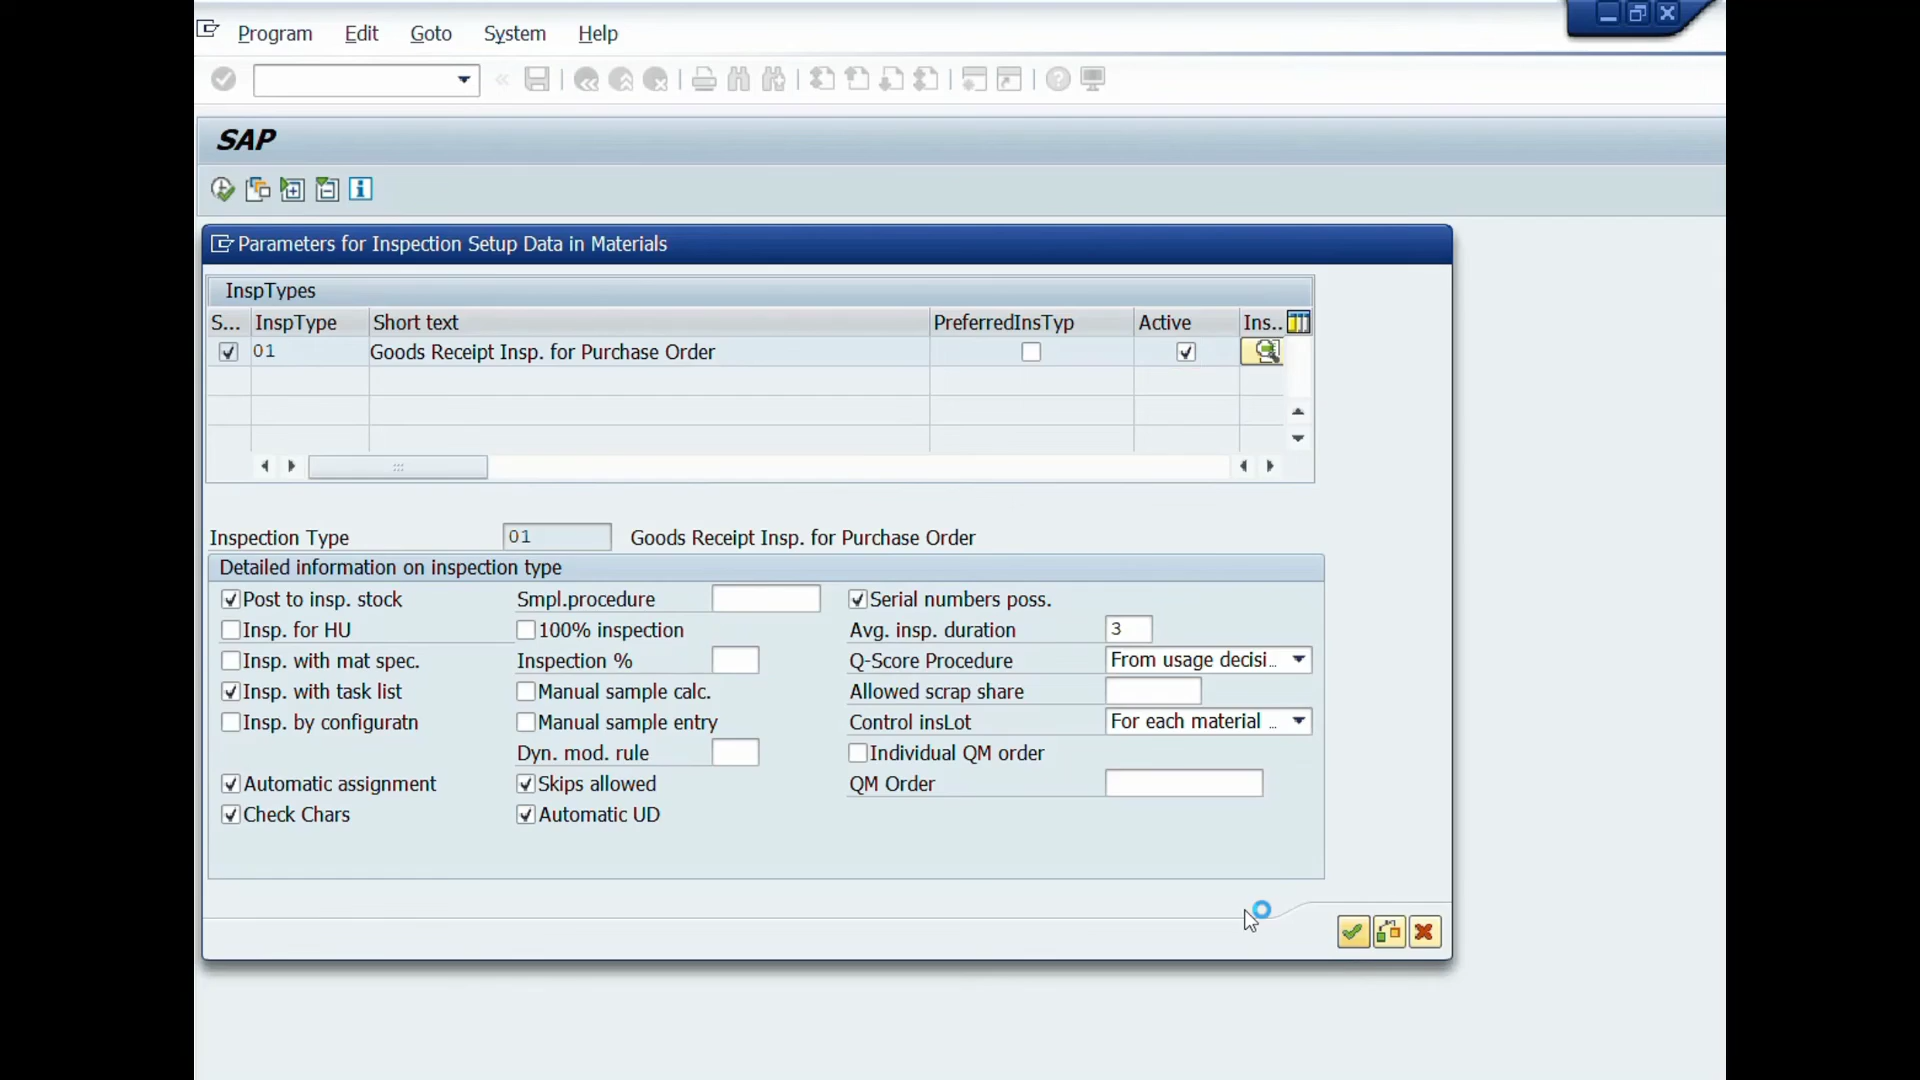 Program Edit Goto System Help
SAP
Parameters for Inspection Setup Data in Materials
InspTypes
S... InspType Short text PreferredInsTyp Active Ins..
01 Goods Receipt Insp. for Purchase Order
Inspection Type 01 Goods Receipt Insp. for Purchase Order
Detailed information on inspection type
Post to insp. stock Smpl.procedure Serial numbers poss.
Insp. for HU 100% inspection Avg. insp. duration 3
Insp. with mat spec. Inspection % Q-Score Procedure From usage decisi...
Insp. with task list Manual sample calc. Allowed scrap share
Insp. by configuratn Manual sample entry Control insLot For each material ...
Dyn. mod. rule Individual QM order
Automatic assignment Skips allowed QM Order
Check Chars Automatic UD